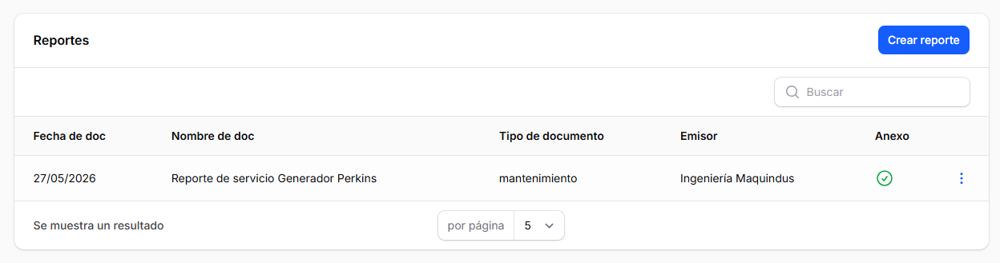 Reportes
Crear reporte
Buscar
Fecha de doc Nombre de doc Tipo de documento Emisor Anexo
27/05/2026 Reporte de servicio Generador Perkins mantenimiento Ingeniería Maquindus
Se muestra un resultado por página 5